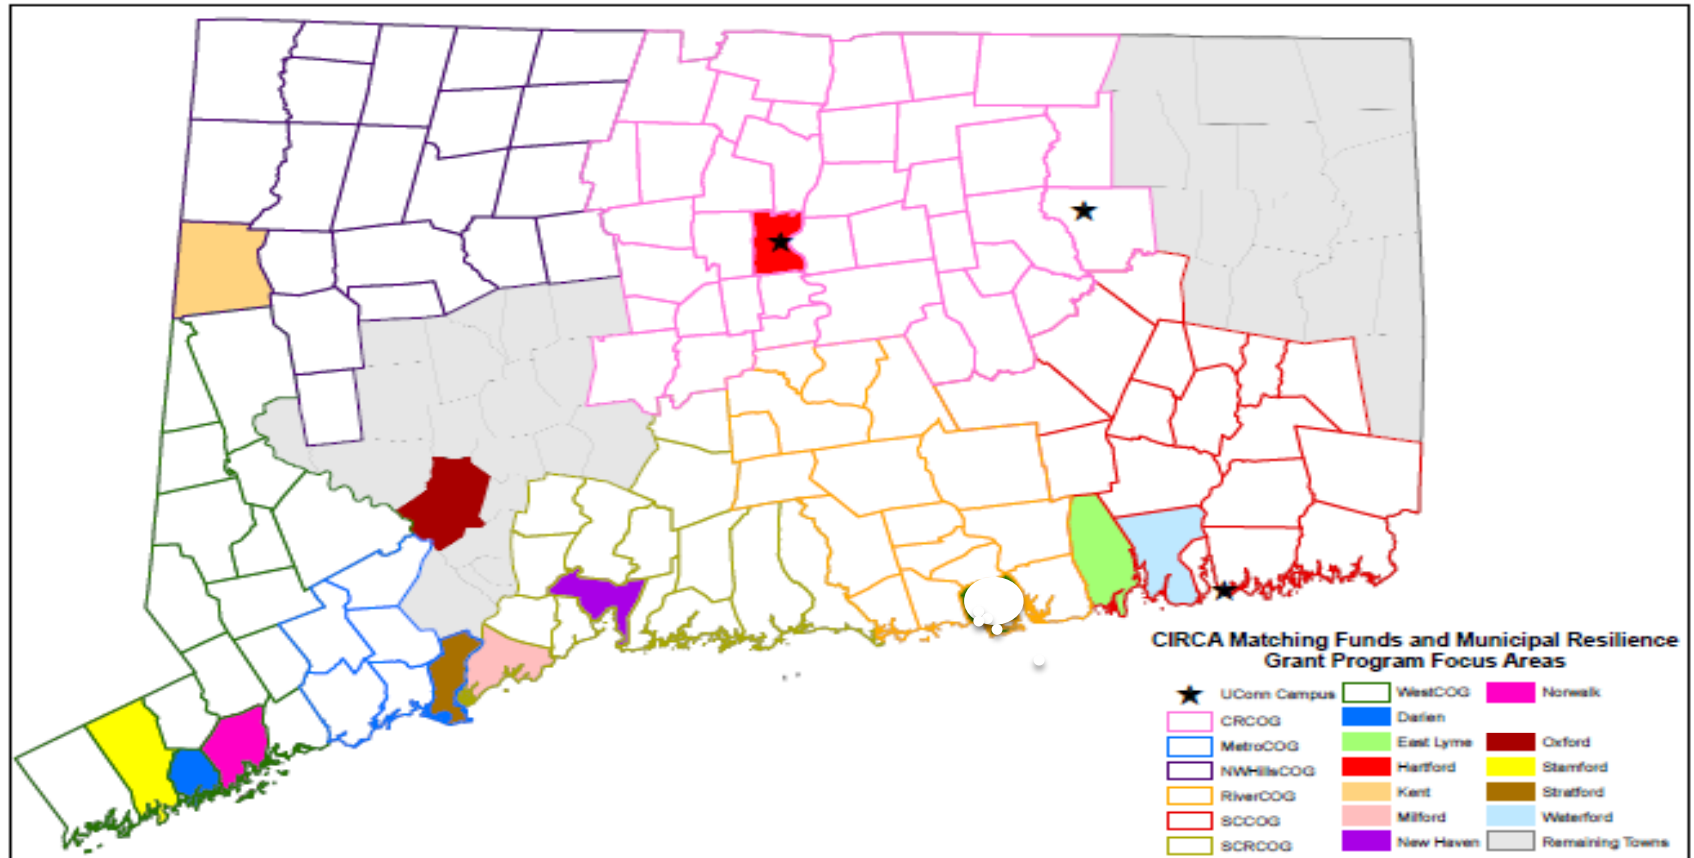 CIRCA Matching Funds and Municipal Resilience
Grant Program Focus Areas
UConn Campus
CRCOG
MetroCOG
NWHillsCOG
RiverCOG
SCCOG
SCRCOG
WestCOG
Darien
East Lyme
Hartford
Kent
Milford
New Haven
Norwalk
Oxford
Stamford
Stratford
Waterford
Remaining Towns